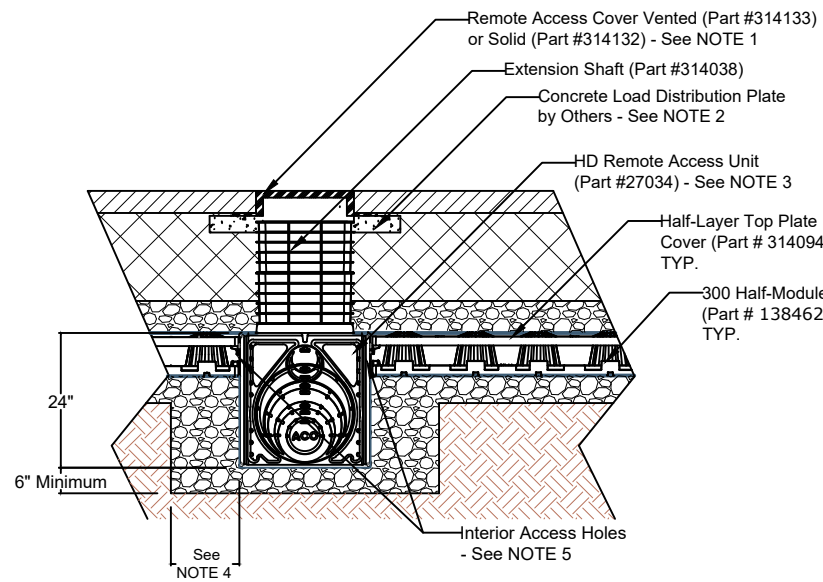 Remote Access Cover Vented (Part #314133)
or Solid (Part #314132) - See NOTE 1
Extension Shaft (Part #314038)
Concrete Load Distribution Plate
by Others - See NOTE 2
HD Remote Access Unit
(Part #27034) - See NOTE 3
Half-Layer Top Plate
Cover (Part # 314094
TYP.
300 Half-Module
(Part # 138462
TYP.
24"
ACO
6" Minimum
Interior Access Holes
- See NOTE 5
See
NOTE 4